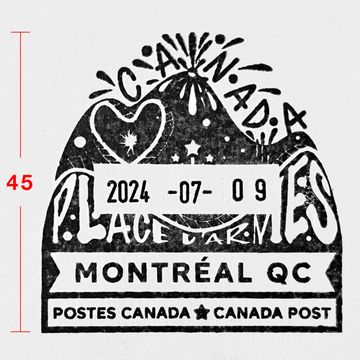 CANADA
45
2024 -07- 09
PLACE D'ARMES
MONTRÉAL QC
POSTES CANADA ★ CANADA POST